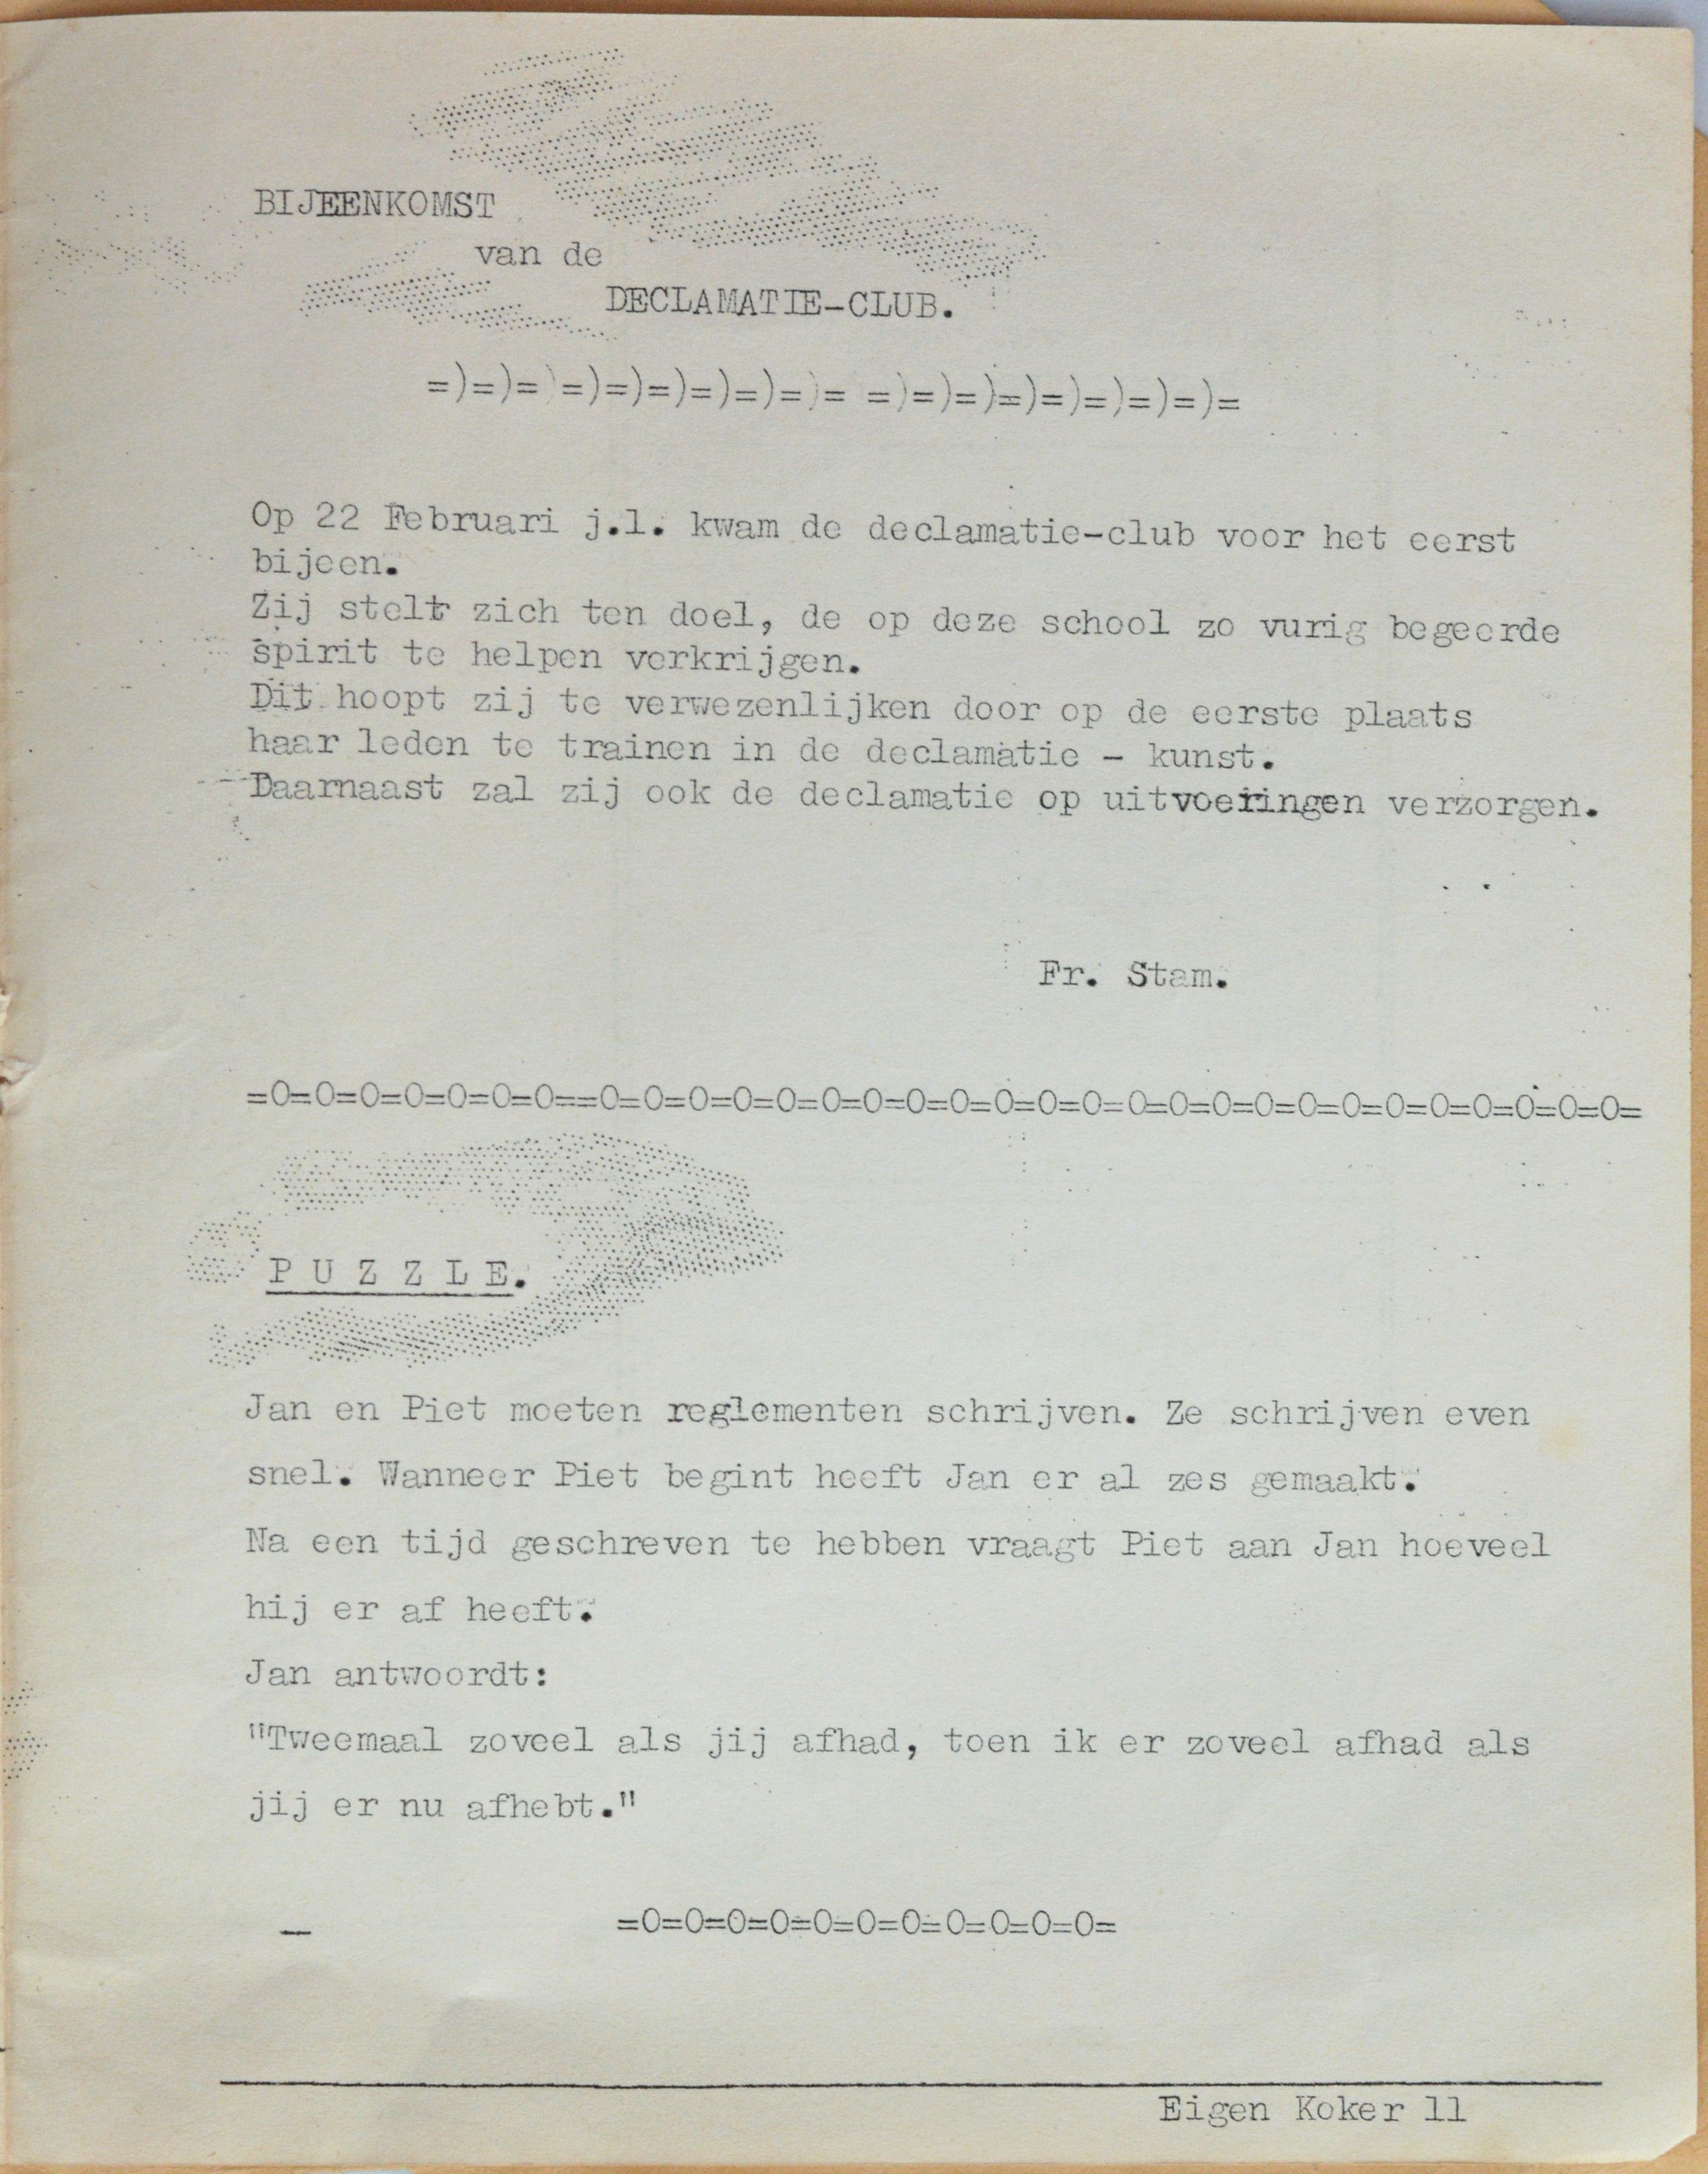 BIJEENKOMST
van de
DECLAMATIE-CLUB.
=)=)=)=)=)=)=)=)=)= =)=)=)=)=)=)=)=)=
Op 22 Februari j.l. kwam de declamatie-club voor het eerst
bijeen.
Zij stelt zich ten doel, de op deze school zo vurig begeerde
spirit te helpen verkrijgen.
Dit hoopt zij te verwezenlijken door op de eerste plaats
haar leden te trainen in de declamatie - kunst.
Daarnaast zal zij ook de declamatie op uitvoeringen verzorgen.
Fr. Stam.
=0=0=0=0=0=0=0==0=0=0=0=0=0=0=0=0=0=0=0=0=0=0=0=0=0=0=0=0=0=0=0=
PUZZLE.
Jan en Piet moeten reglementen schrijven. Ze schrijven even
snel. Wanneer Piet begint heeft Jan er al zes gemaakt.
Na een tijd geschreven te hebben vraagt Piet aan Jan hoeveel
hij er af heeft.
Jan antwoordt:
"Tweemaal zoveel als jij afhad, toen ik er zoveel afhad als
jij er nu afhebt."
=0=0=0=0=0=0=0=0=0=0=0=
Eigen Koker 11